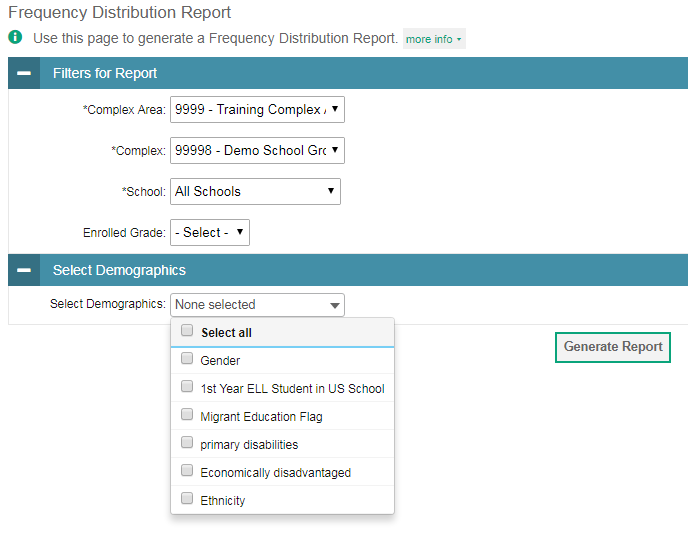 Frequency Distribution Report
Use this page to generate a Frequency Distribution Report. more info
Filters for Report
*Complex Area: 9999 - Training Complex
*Complex: 99998 - Demo School Gro
*School: All Schools
Enrolled Grade: - Select -
Select Demographics
Select Demographics: None selected
Select all
Gender
Generate Report
1st Year ELL Student in US School
Migrant Education Flag
primary disabilities
Economically disadvantaged
Ethnicity